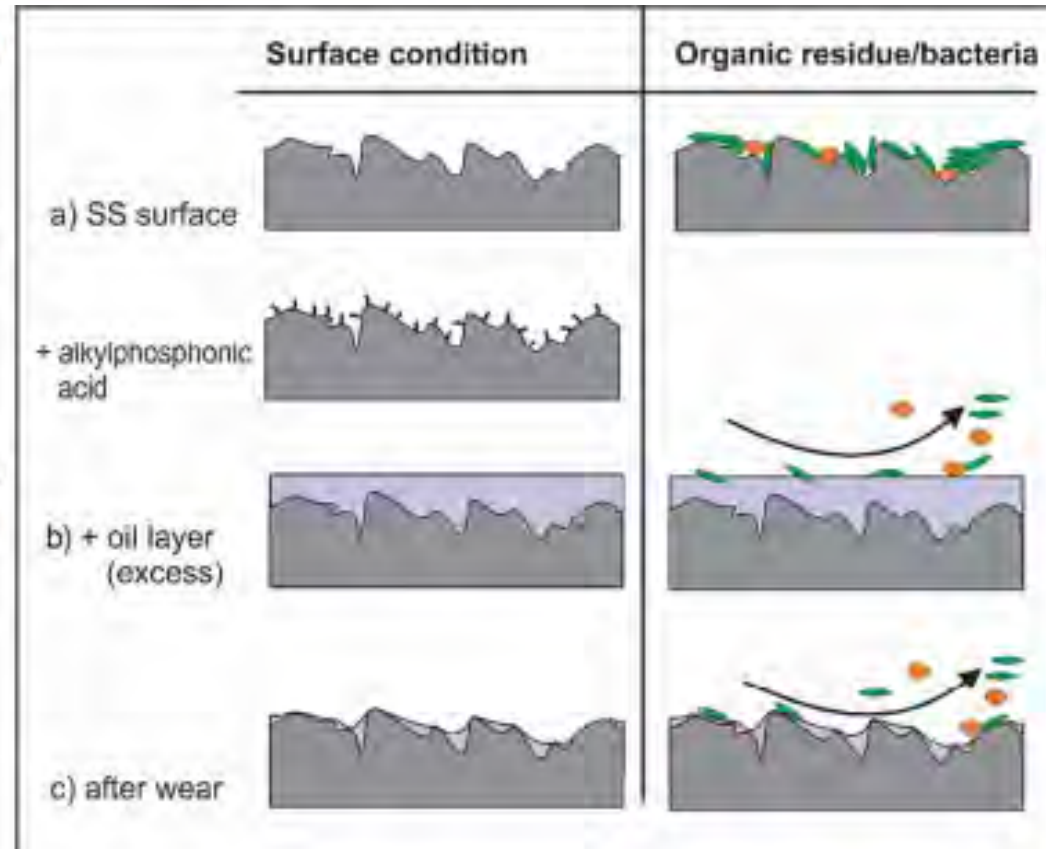 Surface condition
Organic residue/bacteria
a) SS surface
+ alkylphosphonic
acid
b) + oil layer
(excess)
c) after wear